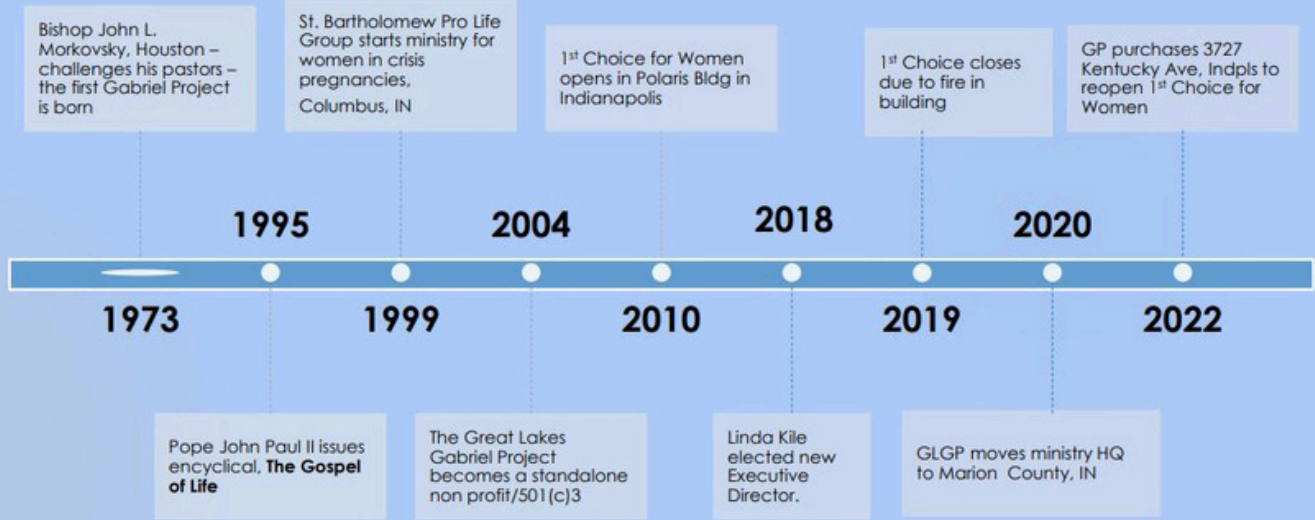 Bishop John L.
Morkovsky, Houston –
challenges his pastors –
the first Gabriel Project
is born
St. Bartholomew Pro Life
Group starts ministry for
women in crisis
pregnancies,
Columbus, IN
1st Choice for Women
opens in Polaris Bldg in
Indianapolis
1st Choice closes
due to fire in
building
GP purchases 3727
Kentucky Ave, Indpls to
reopen 1st Choice for
Women
1995
2004
2018
2020
1973
1999
2010
2019
2022
Pope John Paul II issues
encyclical, The Gospel
of Life
The Great Lakes
Gabriel Project
becomes a standalone
non profit/501(c)3
Linda Kile
elected new
Executive
Director.
GLGP moves ministry HQ
to Marion County, IN